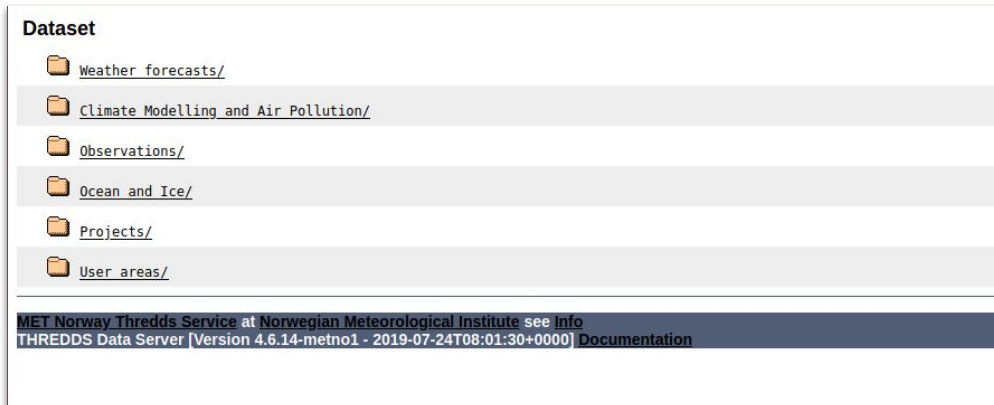 Dataset
Weather forecasts/
Climate Modelling and Air Pollution/
Observations/
Ocean and Ice/
Projects/
User areas/
MET Norway Thredds Service at Norwegian Meteorological Institute see Info
THREDDS Data Server [Version 4.6.14-metno1 - 2019-07-24T08:01:30+0000] Documentation